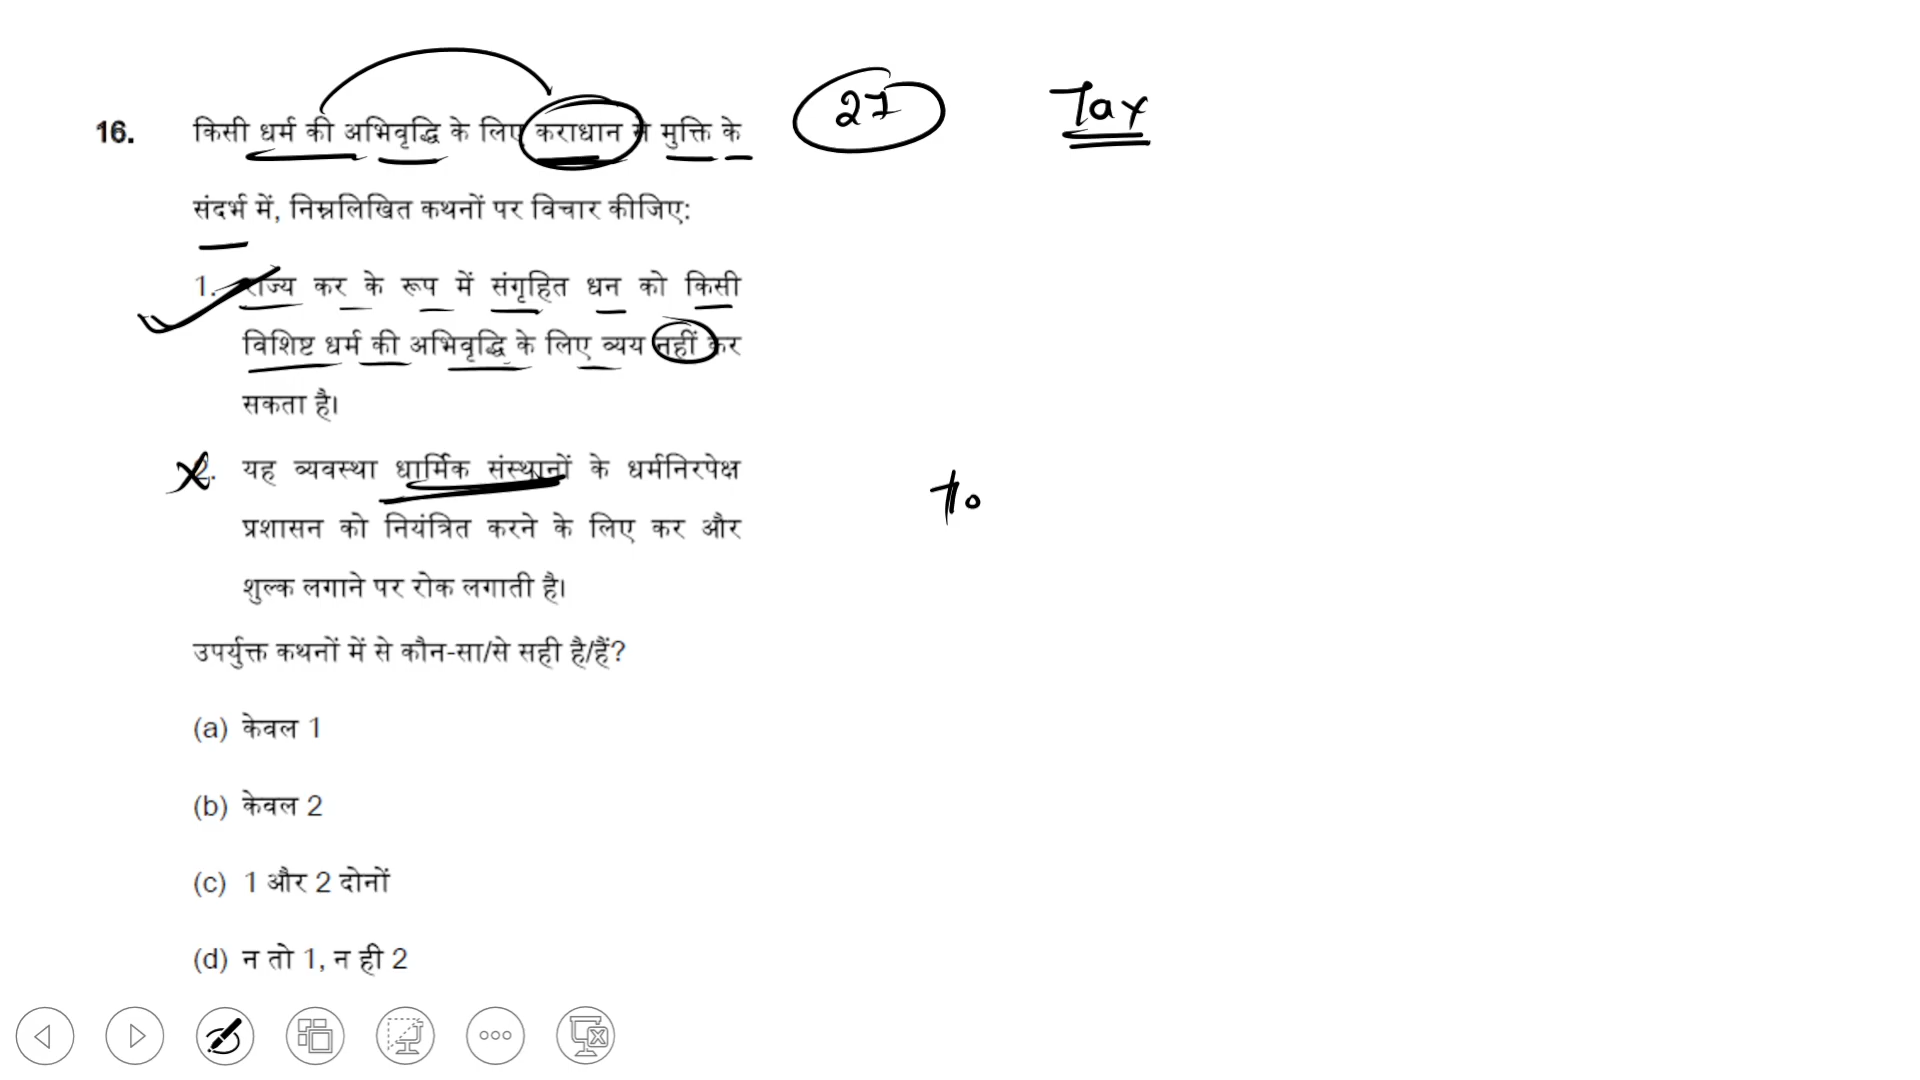 27 Tax
16. किसी धर्म की अभिवृद्धि के लिए कराधान से मुक्ति के
संदर्भ में, निम्नलिखित कथनों पर विचार कीजिए:
1. राज्य कर के रूप में संगृहित धन को किसी
विशिष्ट धर्म की अभिवृद्धि के लिए व्यय नहीं कर
सकता है।
2. यह व्यवस्था धार्मिक संस्थानों के धर्मनिरपेक्ष
प्रशासन को नियंत्रित करने के लिए कर और
शुल्क लगाने पर रोक लगाती है।
उपर्युक्त कथनों में से कौन-सा/से सही है/हैं?
(a) केवल 1
(b) केवल 2
(c) 1 और 2 दोनों
(d) न तो 1, न ही 2